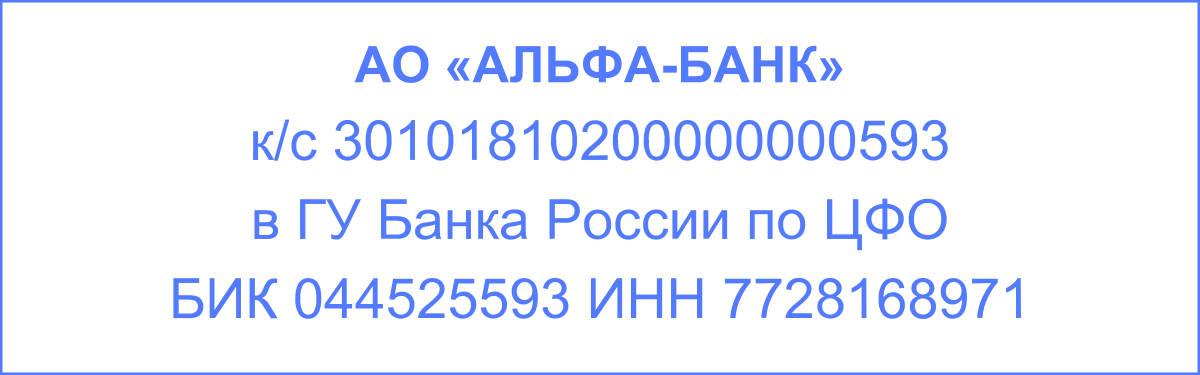 АО «АЛЬФА-БАНК»
к/с 30101810200000000593
в ГУ Банка России по ЦФО
БИК 044525593 ИНН 7728168971